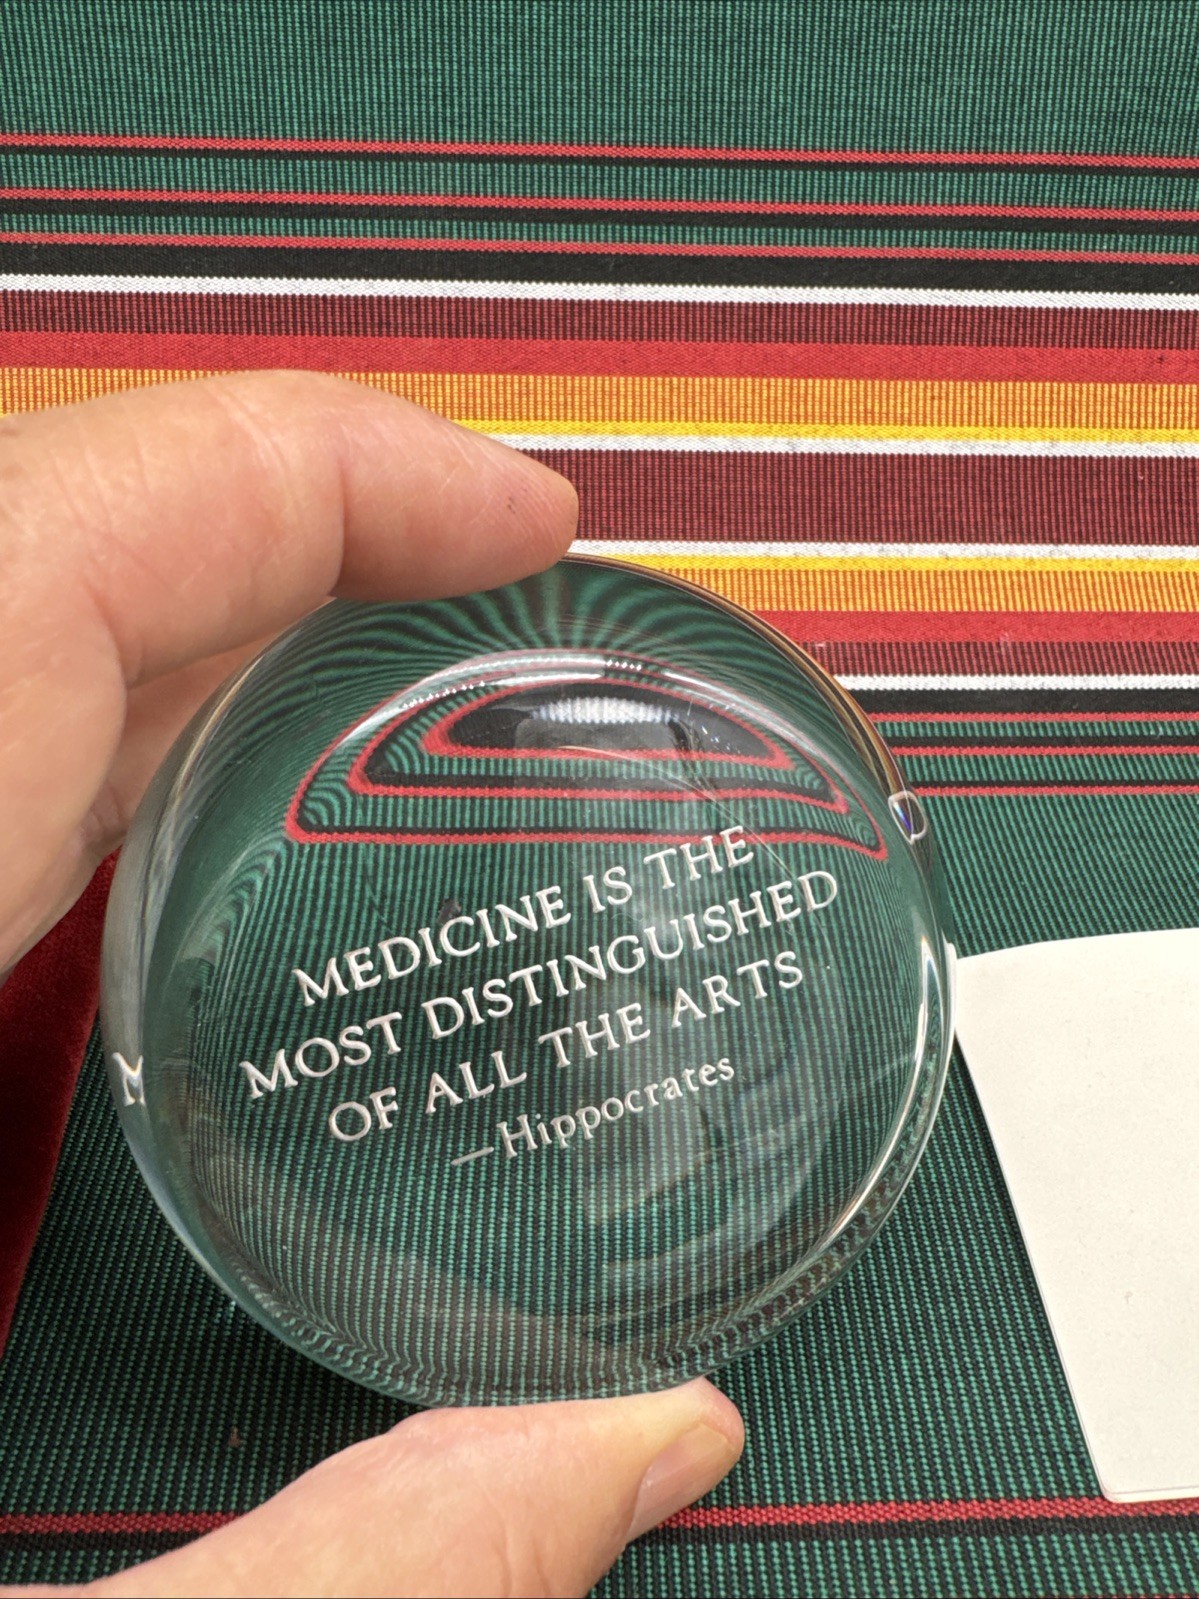 MEDICINE IS THE
MOST DISTINGUISHED
OF ALL THE ARTS
—Hippocrates